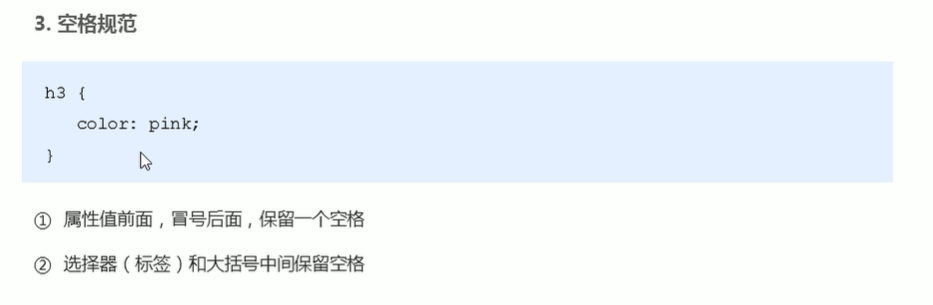 3. 空格规范
h3 {
color: pink;
}
① 属性值前面，冒号后面，保留一个空格
② 选择器（标签）和大括号中间保留空格